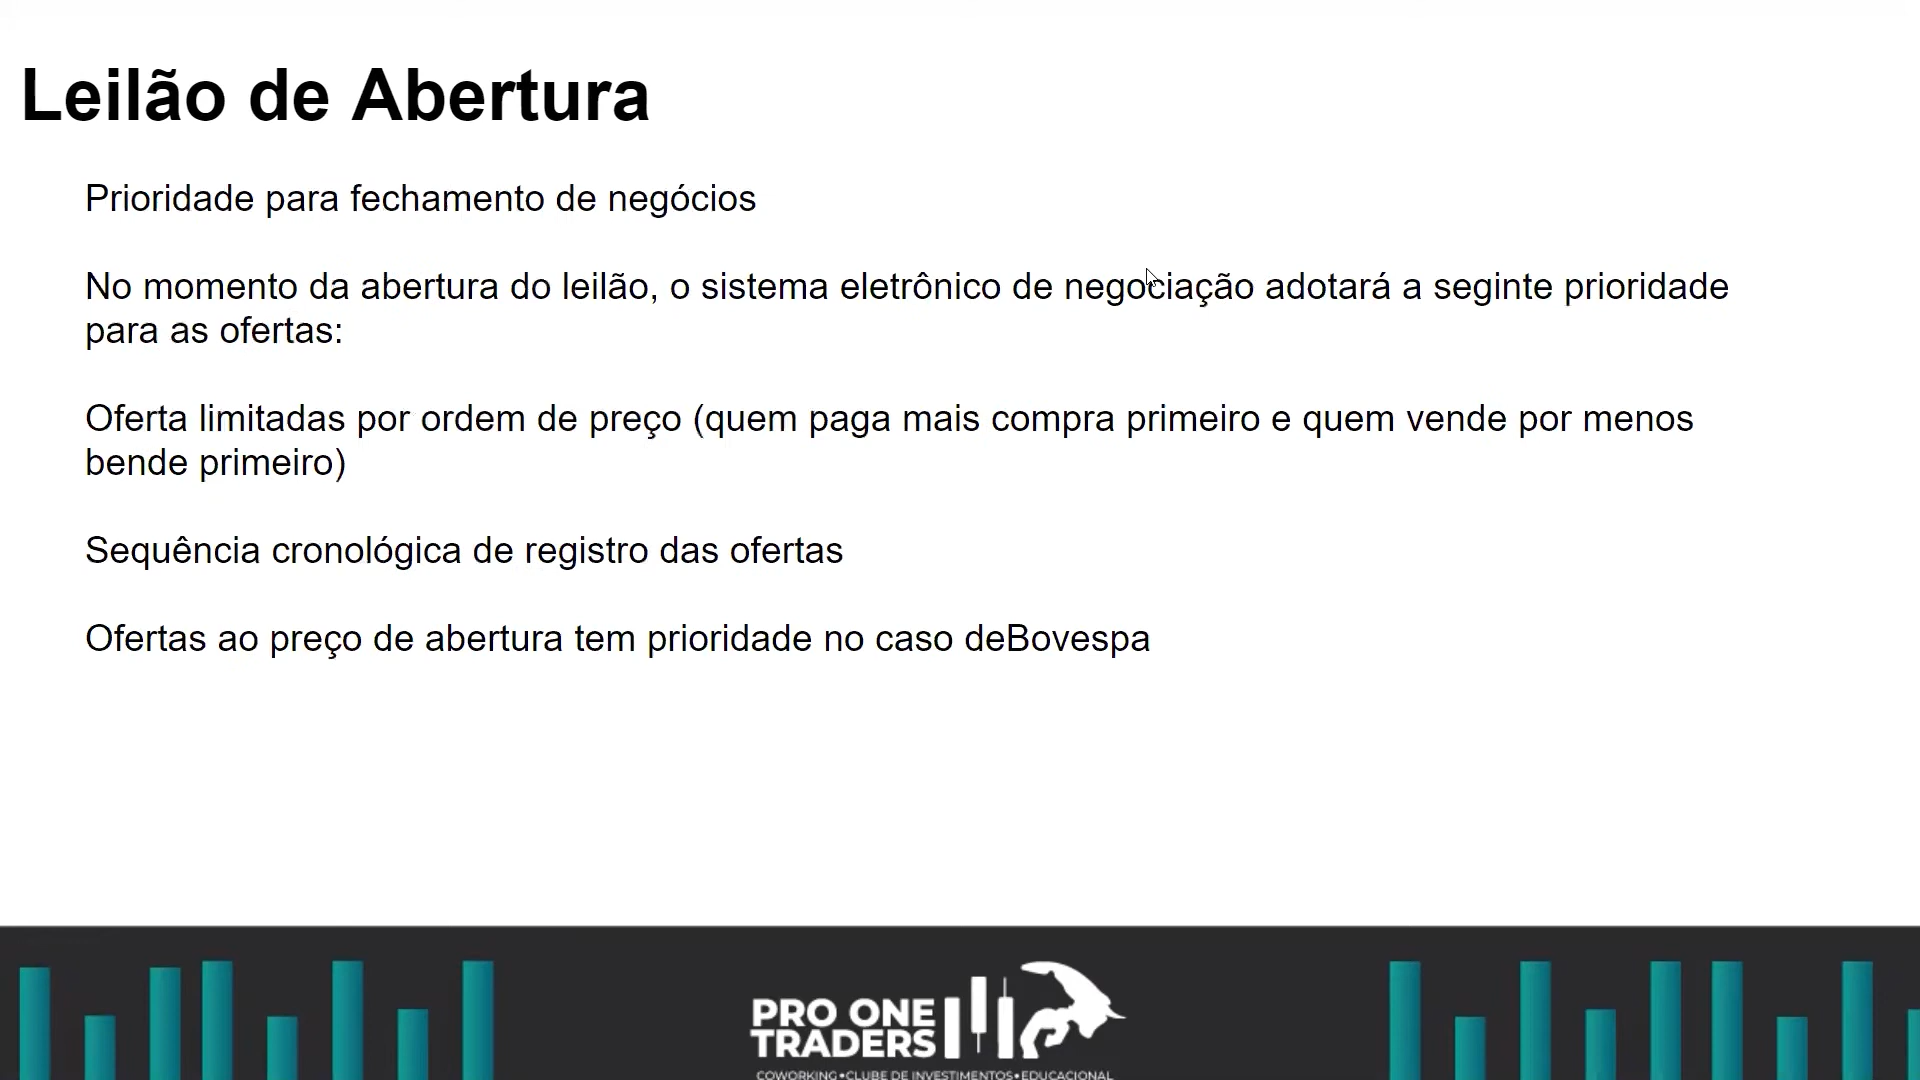 Leilão de Abertura
Prioridade para fechamento de negócios
No momento da abertura do leilão, o sistema eletrônico de negociação adotará a seginte prioridade
para as ofertas:
Oferta limitadas por ordem de preço (quem paga mais compra primeiro e quem vende por menos
bende primeiro)
Sequência cronológica de registro das ofertas
Ofertas ao preço de abertura tem prioridade no caso deBovespa
PRO ONE
TRADERS
COWORKING•CLUBE DE INVESTIMENTOS•EDUCACIONAL